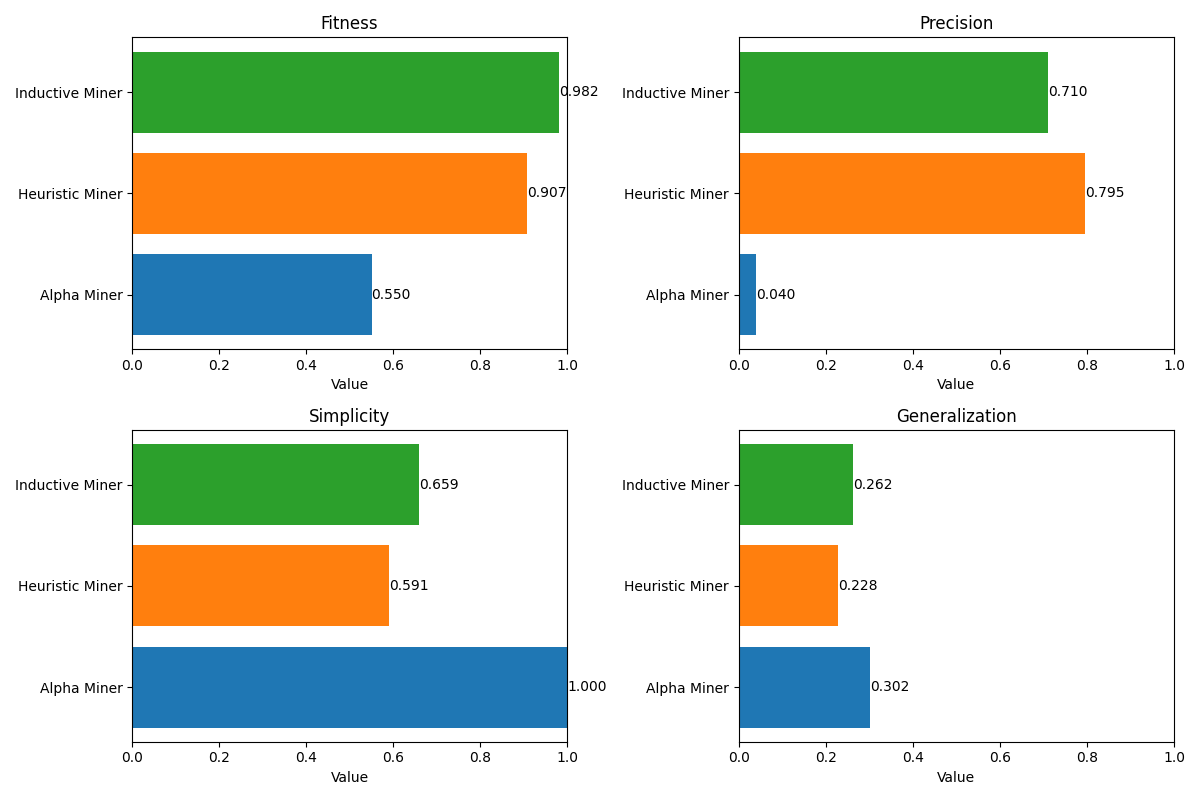 Fitness
Inductive Miner
0.982
Heuristic Miner
0.907
Alpha Miner
0.550
0.0 0.2 0.4 0.6 0.8 1.0
Value
Precision
Inductive Miner
0.710
Heuristic Miner
0.795
Alpha Miner
0.040
0.0 0.2 0.4 0.6 0.8 1.0
Value
Simplicity
Inductive Miner
0.659
Heuristic Miner
0.591
Alpha Miner
1.000
0.0 0.2 0.4 0.6 0.8 1.0
Value
Generalization
Inductive Miner
0.262
Heuristic Miner
0.228
Alpha Miner
0.302
0.0 0.2 0.4 0.6 0.8 1.0
Value